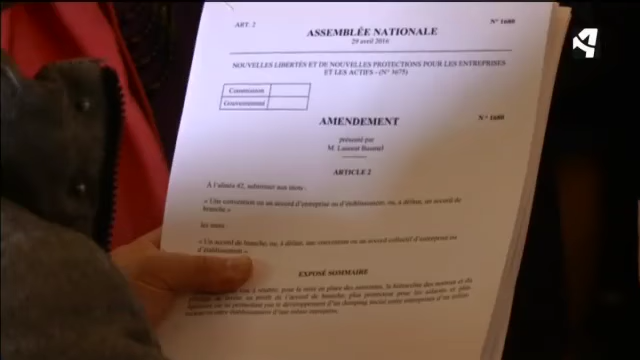 ART. 2
N° 1680
ASSEMBLÉE NATIONALE
29 avril 2016
NOUVELLES LIBERTÉS ET DE NOUVELLES PROTECTIONS POUR LES ENTREPRISES
ET LES ACTIFS - (N° 3675)
Commission
Gouvernement
AMENDEMENT
N° 1680
présenté par
M. Laurent Baumel
ARTICLE 2
À l'alinéa 42, substituer aux mots :
« Une convention ou un accord d'entreprise ou d'établissement, ou, à défaut, un accord de
branche »
les mots :
« Un accord de branche, ou, à défaut, une convention ou un accord collectif d'entreprise ou
d'établissement ».
EXPOSÉ SOMMAIRE